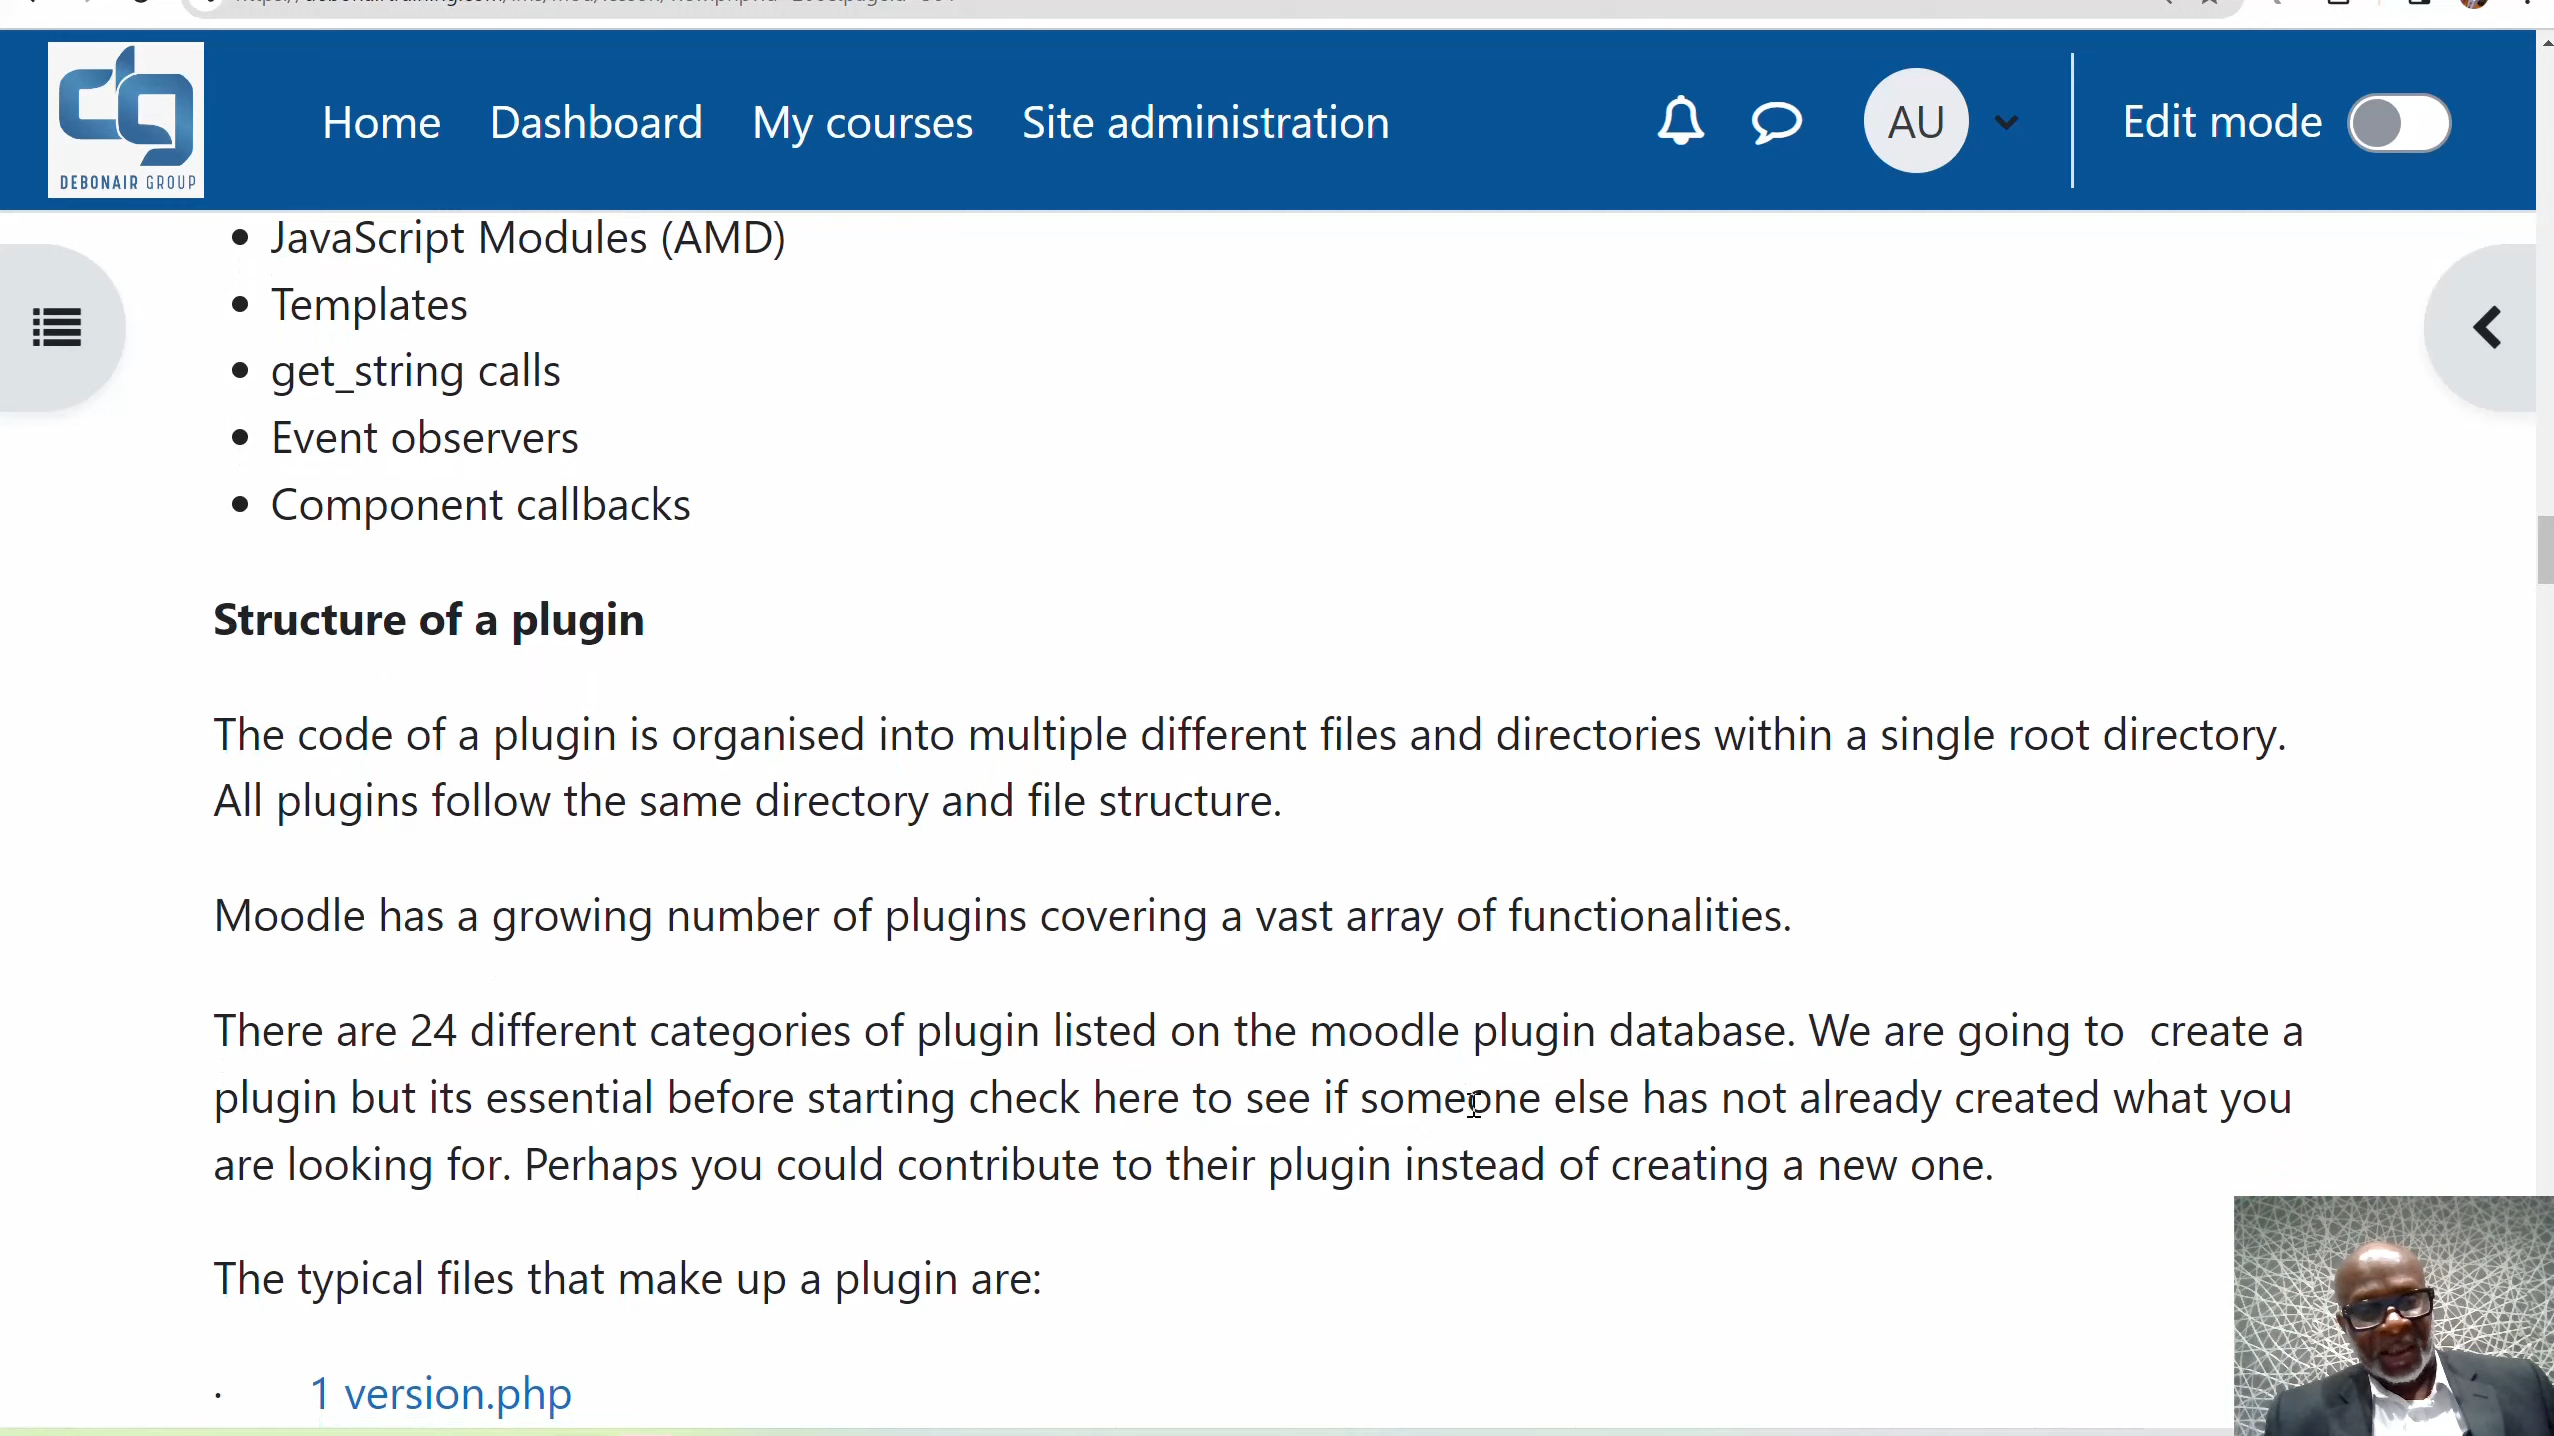 DEBONAIR GROUP
Home Dashboard My courses Site administration AU Edit mode
JavaScript Modules (AMD)
Templates
get_string calls
Event observers
Component callbacks
Structure of a plugin
The code of a plugin is organised into multiple different files and directories within a single root directory.
All plugins follow the same directory and file structure.
Moodle has a growing number of plugins covering a vast array of functionalities.
There are 24 different categories of plugin listed on the moodle plugin database. We are going to  create a
plugin but its essential before starting check here to see if someone else has not already created what you
are looking for. Perhaps you could contribute to their plugin instead of creating a new one.
The typical files that make up a plugin are:
· 1 version.php